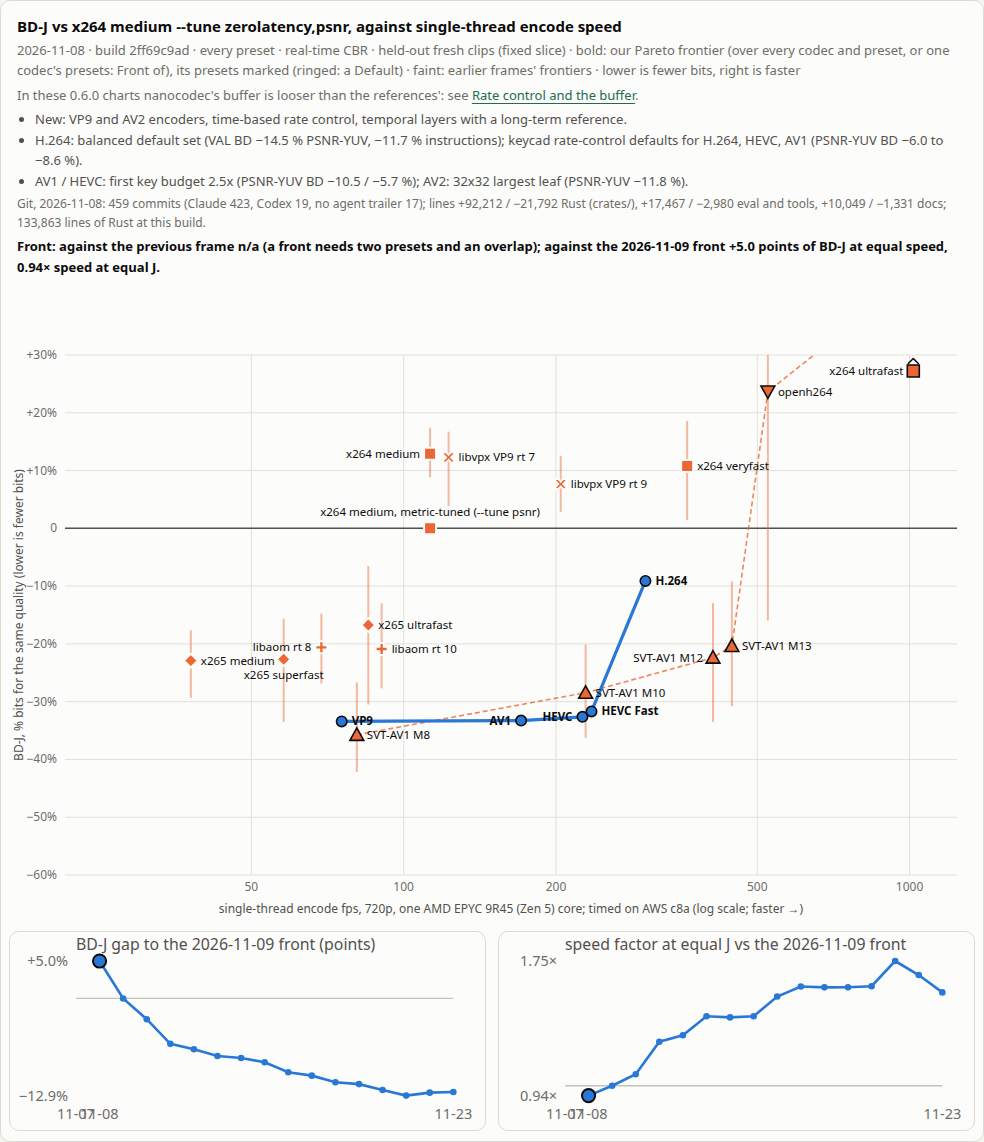 BD-J vs x264 medium --tune zerolatency,psnr, against single-thread encode speed
2026-11-08 · build 2ff69c9ad · every preset · real-time CBR · held-out fresh clips (fixed slice) · bold: our Pareto frontier (over every codec and preset, or one
codec's presets: Front of), its presets marked (ringed: a Default) · faint: earlier frames' frontiers · lower is fewer bits, right is faster
In these 0.6.0 charts nanocodec's buffer is looser than the references': see Rate control and the buffer.
• New: VP9 and AV2 encoders, time-based rate control, temporal layers with a long-term reference.
• H.264: balanced default set (VAL BD −14.5 % PSNR-YUV, −11.7 % instructions); keycad rate-control defaults for H.264, HEVC, AV1 (PSNR-YUV BD −6.0 to
−8.6 %).
• AV1 / HEVC: first key budget 2.5x (PSNR-YUV BD −10.5 / −5.7 %); AV2: 32x32 largest leaf (PSNR-YUV −11.8 %).
Git, 2026-11-08: 459 commits (Claude 423, Codex 19, no agent trailer 17); lines +92,212 / −21,792 Rust (crates/), +17,467 / −2,980 eval and tools, +10,049 / −1,331 docs;
133,863 lines of Rust at this build.
Front: against the previous frame n/a (a front needs two presets and an overlap); against the 2026-11-09 front +5.0 points of BD-J at equal speed,
0.94× speed at equal J.
+30%
x264 ultrafast
openh264
+20%
x264 medium
libvpx VP9 rt 7
x264 veryfast
+10%
libvpx VP9 rt 9
x264 medium, metric-tuned (--tune psnr)
0
−10%
H.264
x265 ultrafast
−20%
libaom rt 8
libaom rt 10
SVT-AV1 M13
x265 medium
SVT-AV1 M12
x265 superfast
SVT-AV1 M10
−30%
HEVC Fast
HEVC
VP9
AV1
SVT-AV1 M8
−40%
−50%
−60%
BD-J, % bits for the same quality (lower is fewer bits)
50
100
200
500
1000
single-thread encode fps, 720p, one AMD EPYC 9R45 (Zen 5) core; timed on AWS c8a (log scale; faster →)
BD-J gap to the 2026-11-09 front (points)
+5.0%
−12.9%
11-07
11-08
11-23
speed factor at equal J vs the 2026-11-09 front
1.75×
0.94×
11-07
11-08
11-23